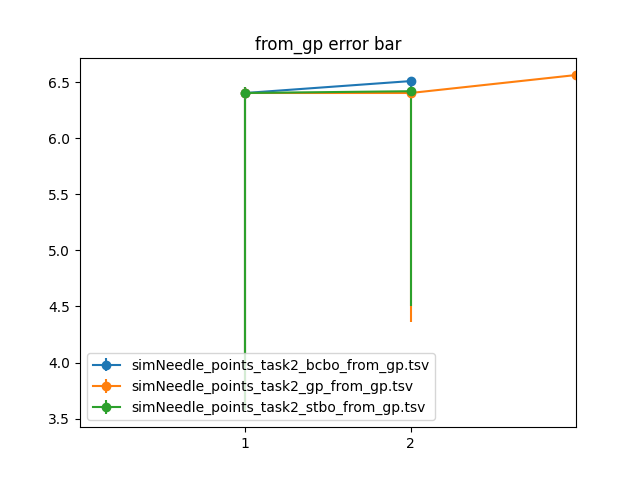 from_gp error bar
6.5
6.0
5.5
5.0
4.5
4.0
3.5
simNeedle_points_task2_bcbo_from_gp.tsv
simNeedle_points_task2_gp_from_gp.tsv
simNeedle_points_task2_stbo_from_gp.tsv
1 2